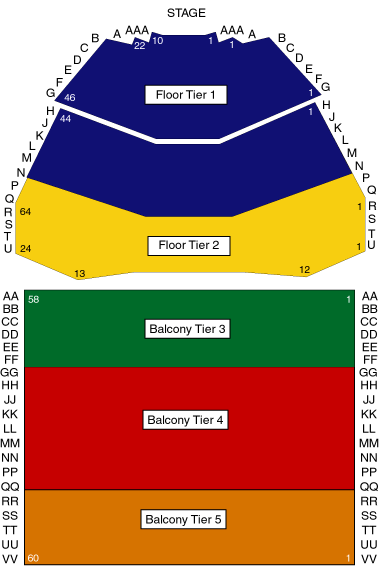 STAGE
A AAA AAA A
22 10 1 1
B B
C C
D D
E E
F F
G G
46 1
Floor Tier 1
H H
44 1
J J
K K
L L
M M
N N
P P
Q Q
R R
64 1
S S
T T
U U
24 1
Floor Tier 2
13 12
AA 58 1 AA
BB BB
CC CC
DD Balcony Tier 3 DD
EE EE
FF FF
GG GG
HH HH
JJ JJ
KK Balcony Tier 4 KK
LL LL
MM MM
NN NN
PP PP
QQ QQ
RR RR
SS Balcony Tier 5 SS
TT TT
UU UU
VV 60 1 VV